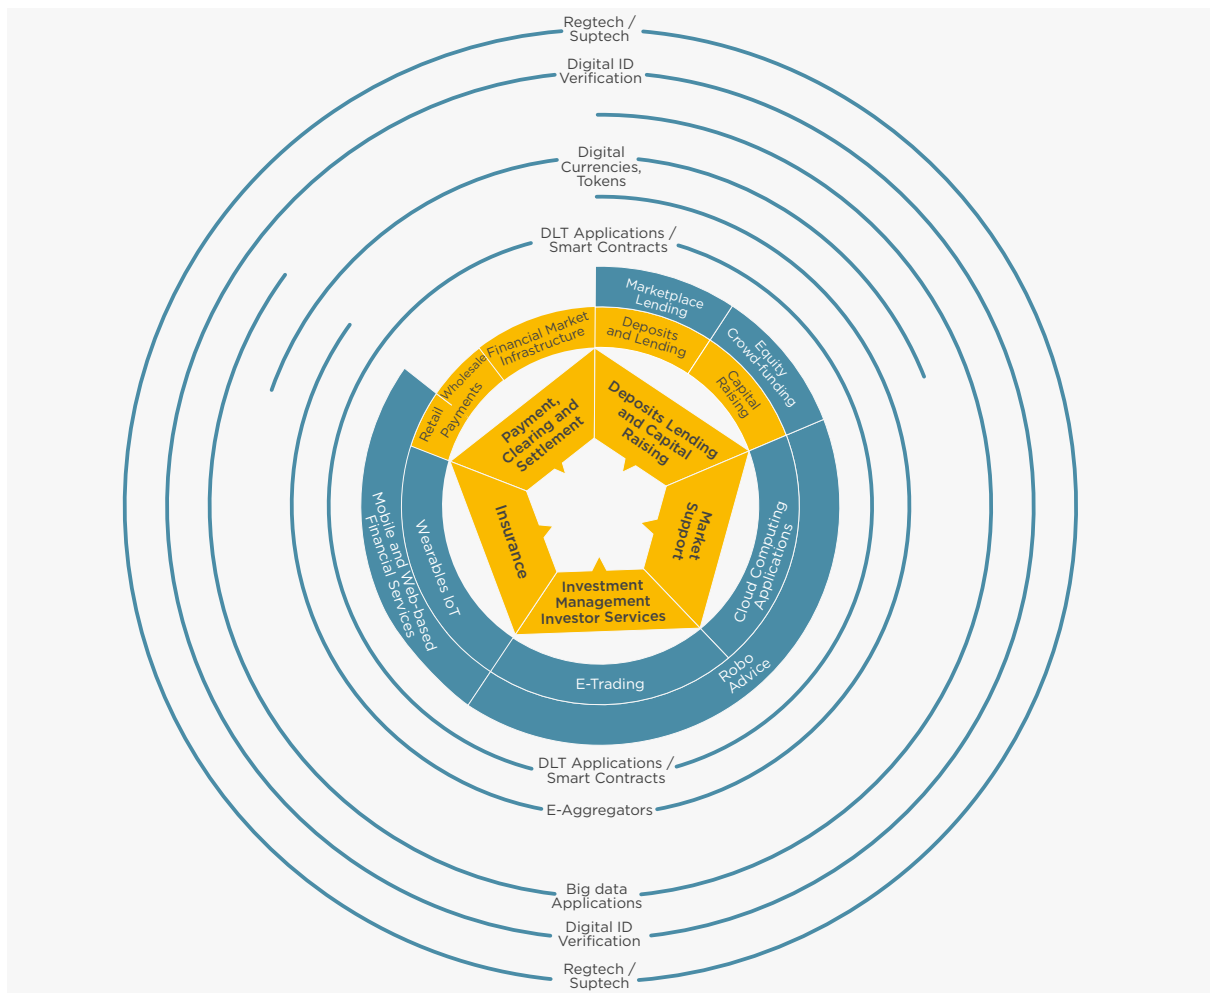 Regtech /
Suptech
Digital ID
Verification
Digital
Currencies,
Tokens
DLT Applications /
Smart Contracts
Marketplace
Lending
Equity
Crowd-funding
Financial Market
Infrastructure
Deposits
and Lending
Capital
Raising
Wholesale
Retail
Payments
Payment,
Clearing and
Settlement
Deposits Lending
and Capital
Raising
Insurance
Market
Support
Investment
Management
Investor Services
Mobile and Web-based
Financial Services
Wearables IoT
Cloud Computing
Applications
E-Trading
Robo
Advice
DLT Applications /
Smart Contracts
E-Aggregators
Big data
Applications
Digital ID
Verification
Regtech /
Suptech